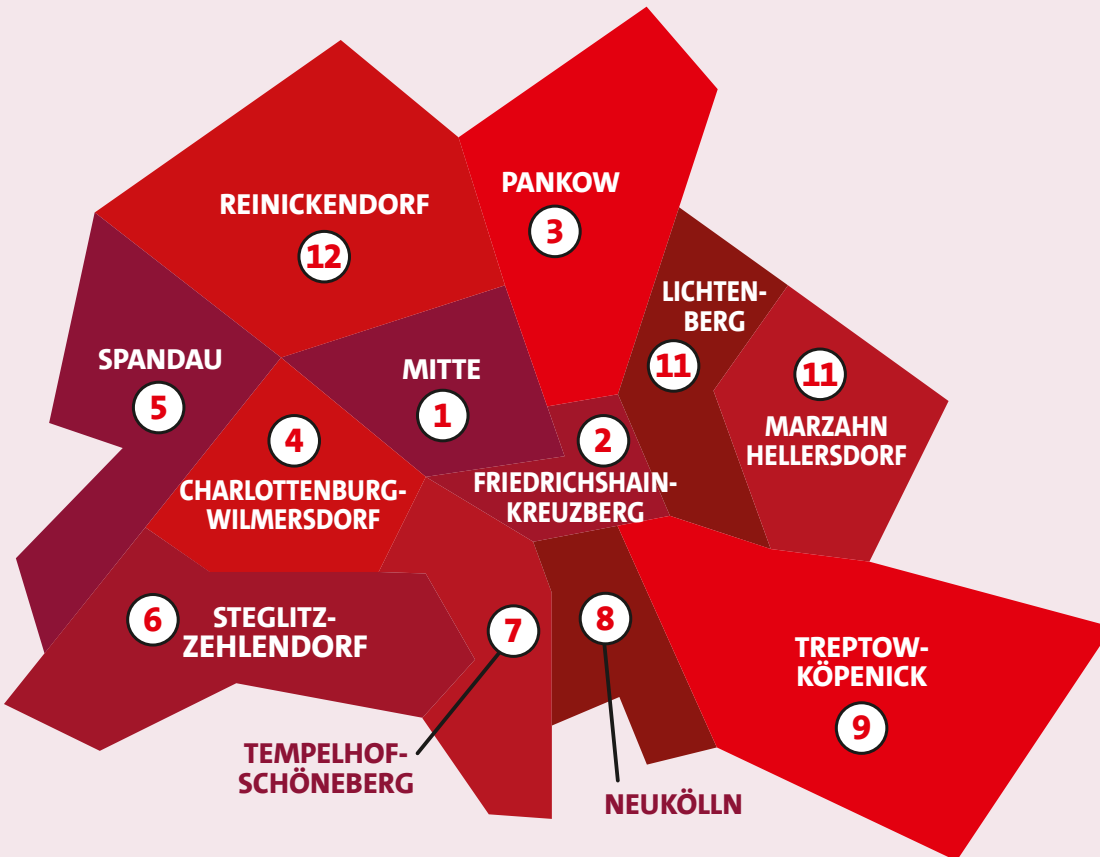 PANKOW
3
REINICKENDORF
12
LICHTEN-
BERG
11
SPANDAU
5
MITTE
1
11
MARZAHN
HELLERSDORF
4
CHARLOTTENBURG-
WILMERSDORF
2
FRIEDRICHSHAIN-
KREUZBERG
6
STEGLITZ-
ZEHLENDORF
7
8
TREPTOW-
KÖPENICK
9
TEMPELHOF-
SCHÖNEBERG
NEUKÖLLN